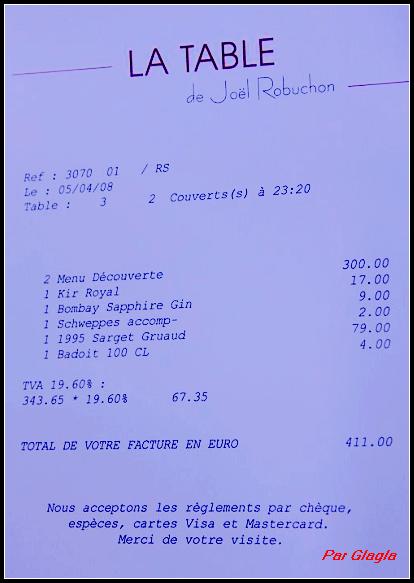 LA TABLE
de Joël Robuchon
Ref : 3070 01 / RS
Le : 05/04/08
Table : 3 2 Couverts(s) à 23:20
2 Menu Découverte 300.00
1 Kir Royal 17.00
1 Bombay Sapphire Gin 9.00
1 Schweppes accomp- 2.00
1 1995 Sarget Gruaud 79.00
1 Badoit 100 CL 4.00
TVA 19.60% :
343.65 * 19.60% 67.35
TOTAL DE VOTRE FACTURE EN EURO 411.00
Nous acceptons les règlements par chèque,
espèces, cartes Visa et Mastercard.
Merci de votre visite.
Par Glagla